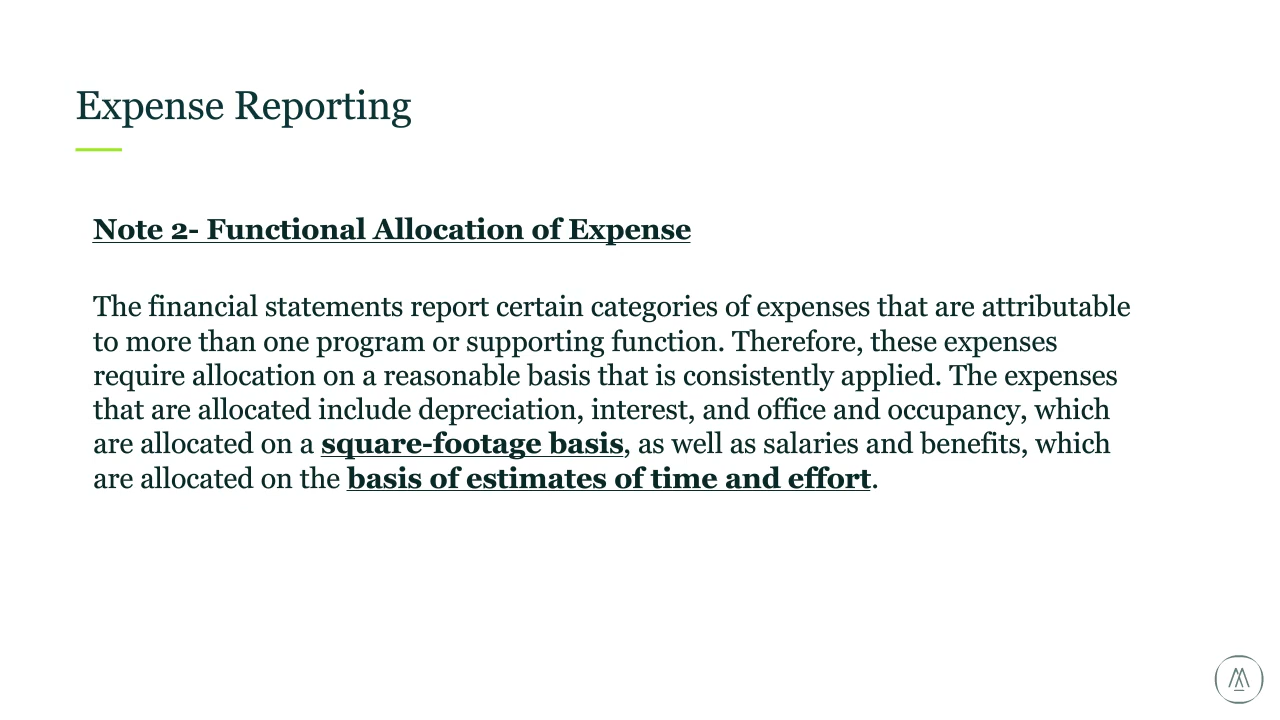 Expense Reporting
Note 2- Functional Allocation of Expense
The financial statements report certain categories of expenses that are attributable
to more than one program or supporting function. Therefore, these expenses
require allocation on a reasonable basis that is consistently applied. The expenses
that are allocated include depreciation, interest, and office and occupancy, which
are allocated on a square-footage basis, as well as salaries and benefits, which
are allocated on the basis of estimates of time and effort.